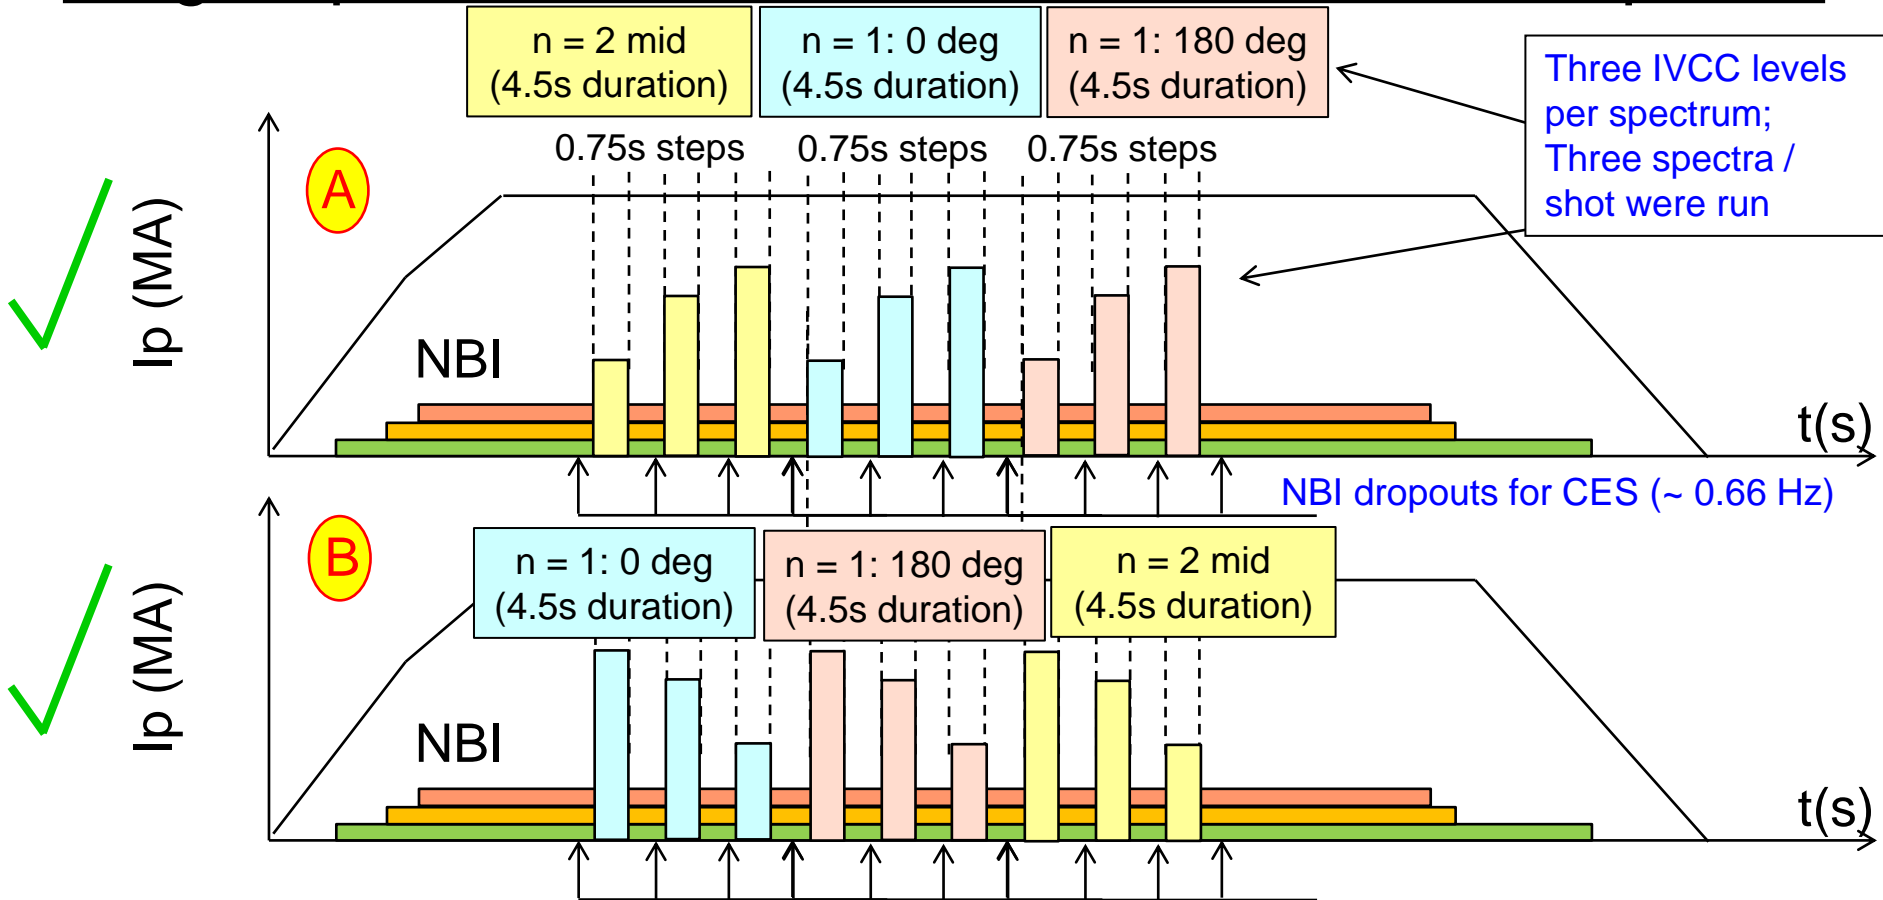 n = 2 mid
(4.5s duration)
n = 1: 0 deg
(4.5s duration)
n = 1: 180 deg
(4.5s duration)
Three IVCC levels
per spectrum;
Three spectra /
shot were run
0.75s steps
0.75s steps
0.75s steps
A
Ip (MA)
NBI
t(s)
NBI dropouts for CES (~ 0.66 Hz)
B
n = 1: 0 deg
(4.5s duration)
n = 1: 180 deg
(4.5s duration)
n = 2 mid
(4.5s duration)
Ip (MA)
NBI
t(s)